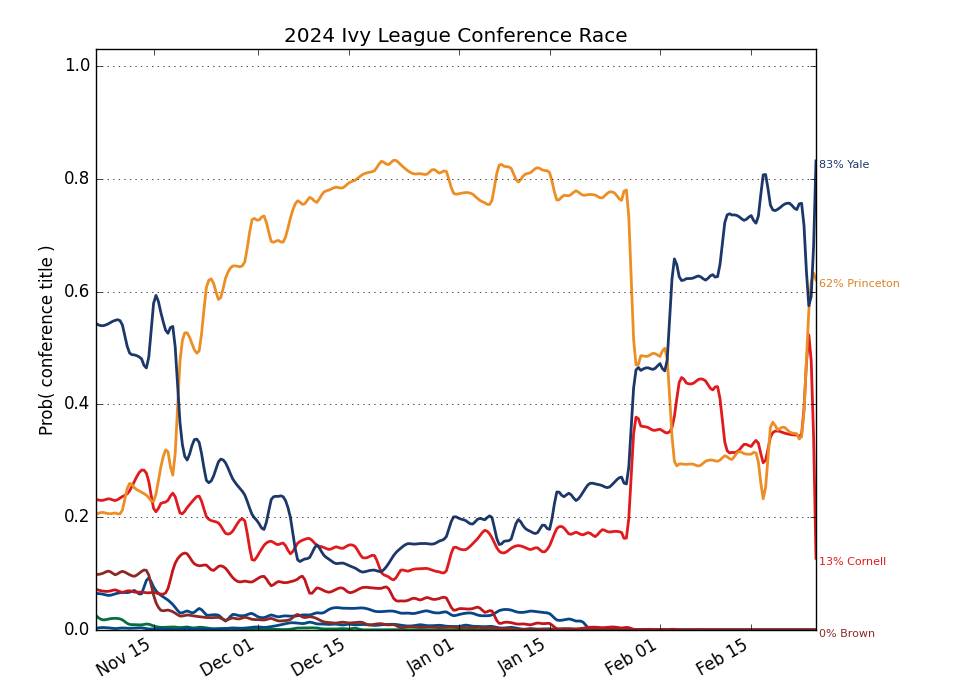 2024 Ivy League Conference Race
Prob( conference title )
1.0
0.8
0.6
0.4
0.2
0.0
Nov 15
Dec 01
Dec 15
Jan 01
Jan 15
Feb 01
Feb 15
83% Yale
62% Princeton
13% Cornell
0% Brown